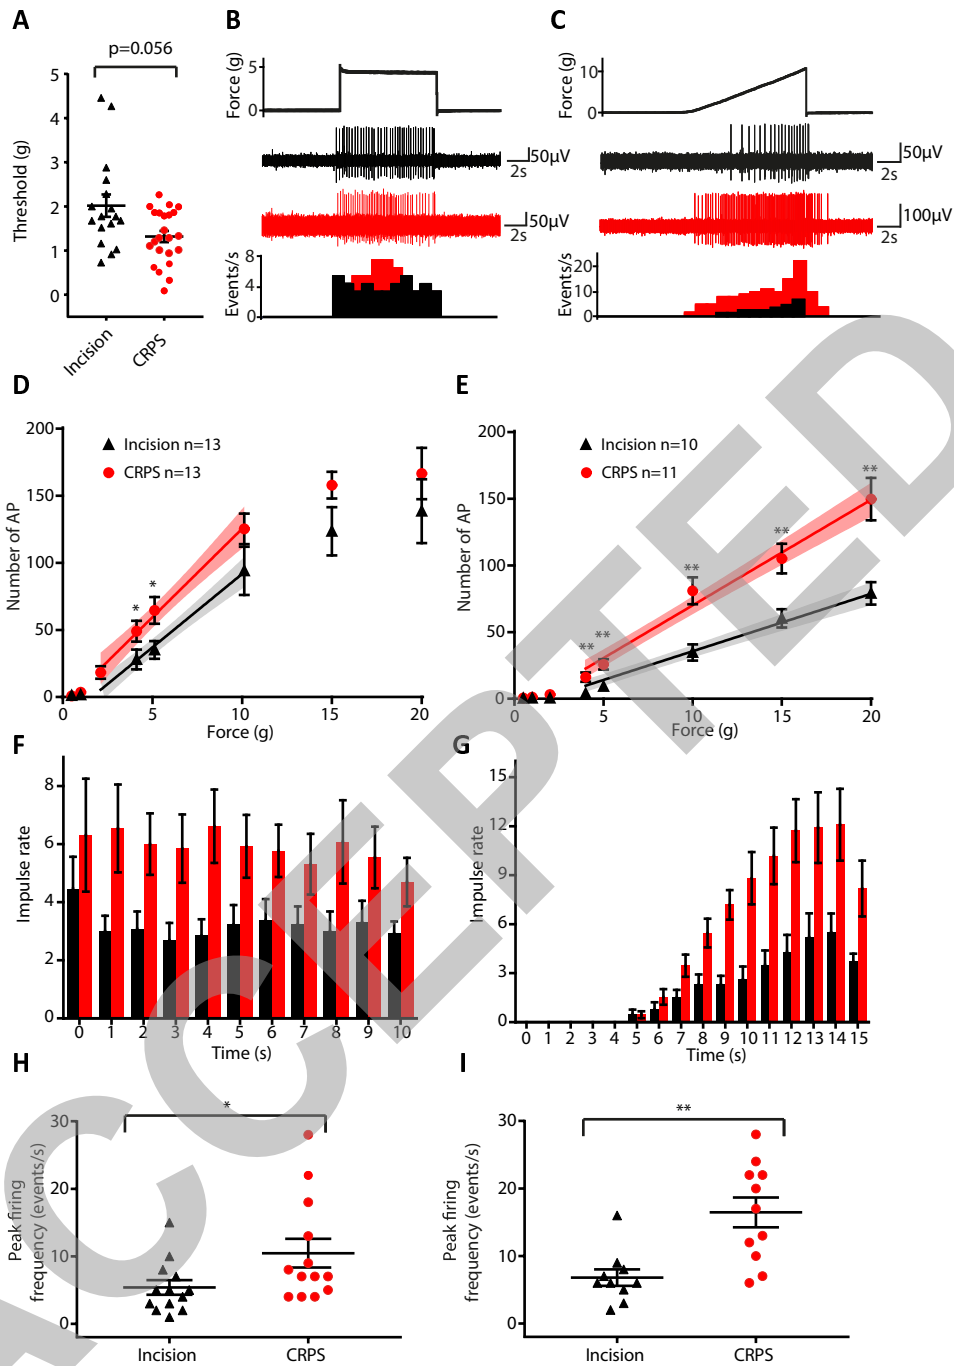 A
p=0.056
Threshold (g)
5
4
3
2
1
0
Incision
CRPS
B
Force (g)
5
0
50μV
2s
50μV
2s
Events/s
8
4
0
C
Force (g)
10
0
50μV
2s
100μV
2s
Events/s
20
10
0
D
Number of AP
200
150
100
50
0
Incision n=13
CRPS n=13
*
*
0
5
10
15
20
Force (g)
E
Number of AP
200
150
100
50
0
Incision n=10
CRPS n=11
**
**
**
**
**
0
5
10
15
20
Force (g)
F
Impulse rate
8
6
4
2
0
0 1 2 3 4 5 6 7 8 9 10
Time (s)
G
Impulse rate
15
12
9
6
3
0
0 1 2 3 4 5 6 7 8 9 10 11 12 13 14 15
Time (s)
H
Peak firing
frequency (events/s)
30
20
10
0
*
Incision
CRPS
I
Peak firing
frequency (events/s)
30
20
10
0
**
Incision
CRPS
ACCEPTED